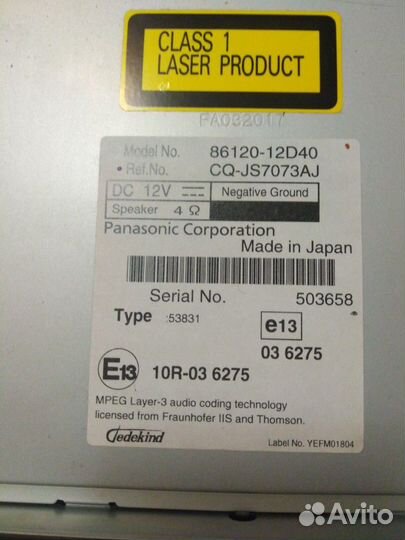 CLASS 1
LASER PRODUCT
FA032017
Model No. 86120-12D40
• Ref.No. CQ-JS7073AJ
DC 12V Negative Ground
Speaker 4 Ω
Panasonic Corporation
Made in Japan
Serial No. 503658
Type :53831 e13
03 6275
E13 10R-03 6275
MPEG Layer-3 audio coding technology
licensed from Fraunhofer IIS and Thomson.
Gedekind Label No. YEFM01804
Avito